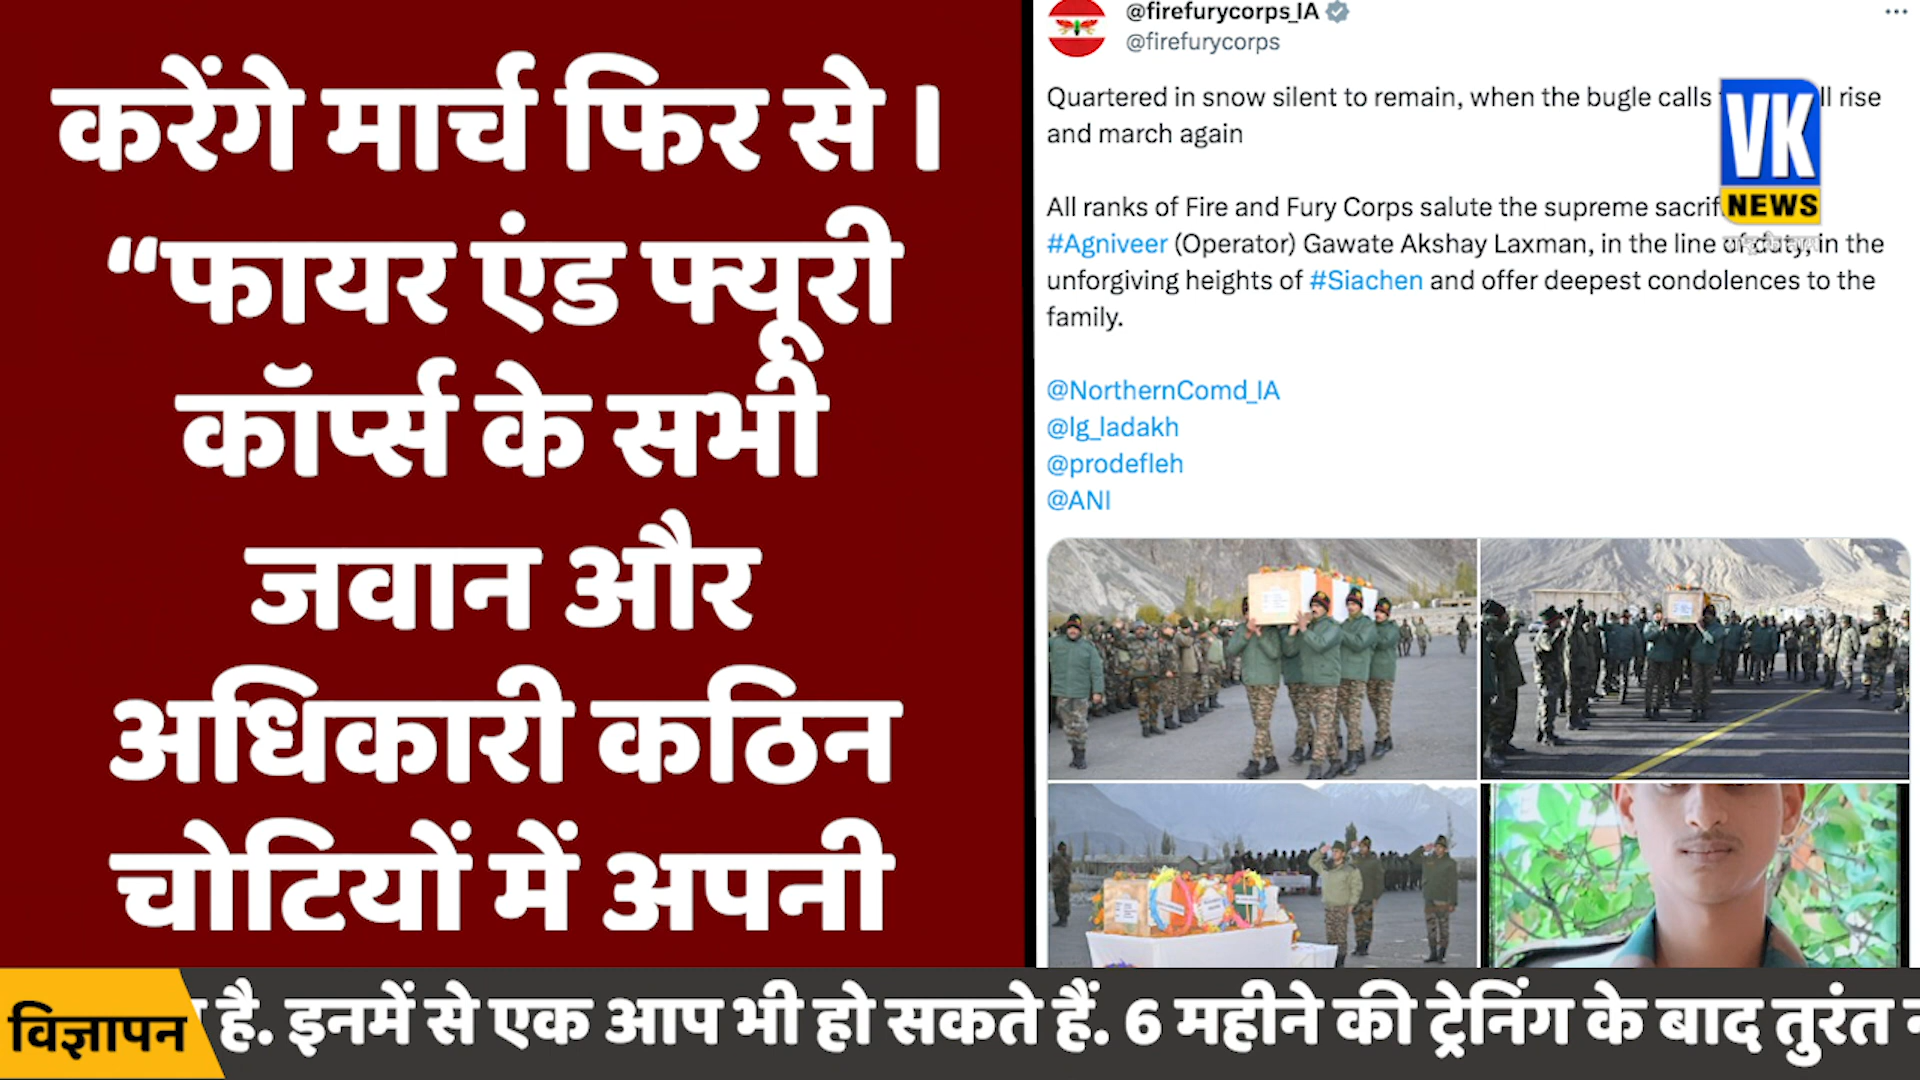 करेंगे मार्च फिर से ।
“फायर एंड फ्यूरी
कॉर्प्स के सभी
जवान और
अधिकारी कठिन
चोटियों में अपनी
@firefurycorps_IA
@firefurycorps
Quartered in snow silent to remain, when the bugle calls rise
and march again
All ranks of Fire and Fury Corps salute the supreme
#Agniveer (Operator) Gawate Akshay Laxman, in the line of duty, in the
unforgiving heights of #Siachen and offer deepest condolences to the
family.
@NorthernComd_IA
@lg_ladakh
@prodefleh
@ANI
VK
NEWS
विज्ञापन
है. इनमें से एक आप भी हो सकते हैं. 6 महीने की ट्रेनिंग के बाद तुरंत